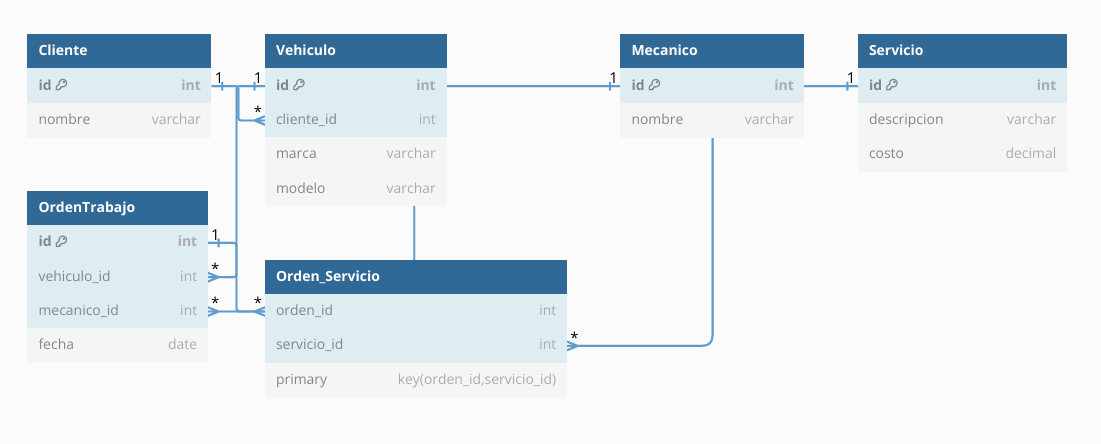 Cliente
id int
nombre varchar
Vehiculo
id int
cliente_id int
marca varchar
modelo varchar
Mecanico
id int
nombre varchar
Servicio
id int
descripcion varchar
costo decimal
OrdenTrabajo
id int
vehiculo_id int
mecanico_id int
fecha date
Orden_Servicio
orden_id int
servicio_id int
primary key(orden_id,servicio_id)
1
1
*
1
1
1
*
*
*
*